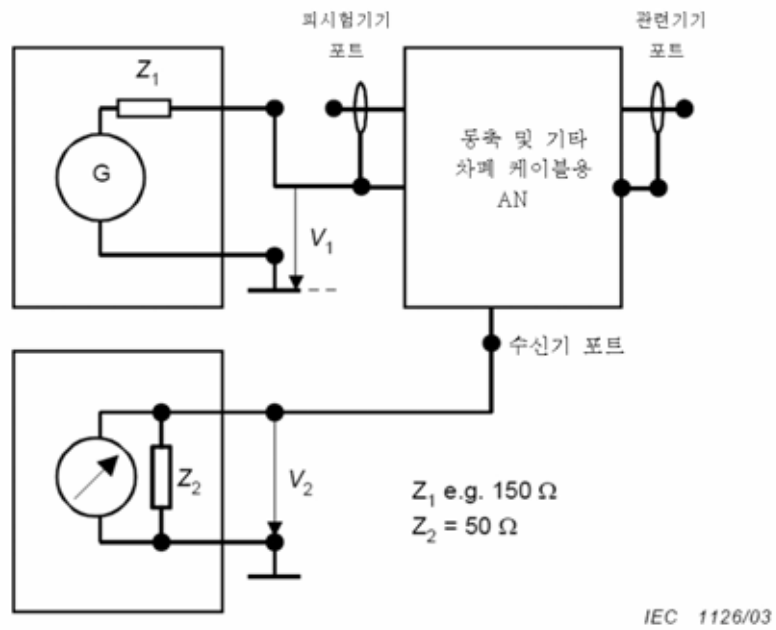 피시험기기
포트
관련기기
포트
Z1
G
V1
동축 및 기타
차폐 케이블용
AN
수신기 포트
Z2
V2
Z1 e.g. 150 Ω
Z2 = 50 Ω
IEC 1126/03